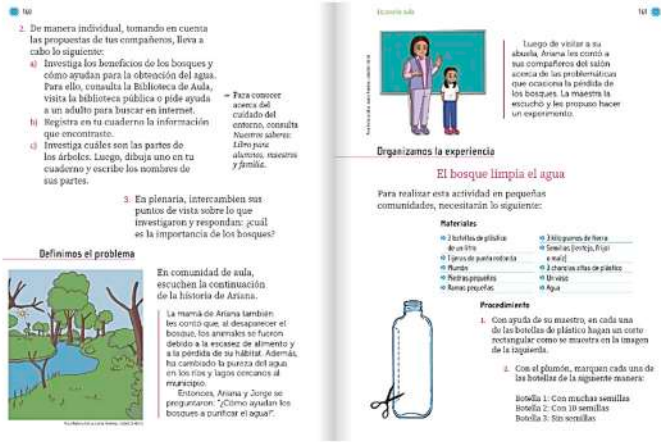 160
2. De manera individual, tomando en cuenta
las propuestas de tus compañeros, lleva a
cabo lo siguiente:
a) Investiga los beneficios de los bosques y
cómo ayudan para la obtención del agua.
Para ello, consulta la Biblioteca de Aula,
visita la biblioteca pública o pide ayuda
a un adulto para buscar en internet.
b) Registra en tu cuaderno la información
que encontraste.
c) Investiga cuáles son las partes de
los árboles. Luego, dibuja uno en tu
cuaderno y escribe los nombres de
sus partes.
Para conocer
acerca del
cuidado del
entorno, consulta
Nuestros saberes:
Libro para
alumnos, maestros
y familia.
3. En plenaria, intercambien sus
puntos de vista sobre lo que
investigaron y respondan: ¿cuál
es la importancia de los bosques?
Definimos el problema
En comunidad de aula,
escuchen la continuación
de la historia de Ariana.
La mamá de Ariana también
les contó que, al desaparecer el
bosque, los animales se fueron
debido a la escasez de alimento y
a la pérdida de su hábitat. Además,
ha cambiado la pureza del agua
en los ríos y lagos cercanos al
municipio.
Entonces, Ariana y Jorge se
preguntaron: "¿Cómo ayudan los
bosques a purificar el agua?".
Escenario aula
161
Luego de visitar a su
abuela, Ariana les contó a
sus compañeros del salón
acerca de las problemáticas
que ocasiona la pérdida de
los bosques. La maestra la
escuchó y les propuso hacer
un experimento.
Organizamos la experiencia
El bosque limpia el agua
Para realizar esta actividad en pequeñas
comunidades, necesitarán lo siguiente:
Materiales
3 botellas de plástico
de un litro
Tijeras de punta redonda
Plumón
Piedras pequeñas
Ramas pequeñas
3 kilogramos de tierra
Semillas (lenteja, frijol
o maíz)
3 charolas altas de plástico
Un vaso
Agua
Procedimiento
1. Con ayuda de su maestro, en cada una
de las botellas de plástico hagan un corte
rectangular como se muestra en la imagen
de la izquierda.
2. Con el plumón, marquen cada una de
las botellas de la siguiente manera:
Botella 1: Con muchas semillas
Botella 2: Con 10 semillas
Botella 3: Sin semillas